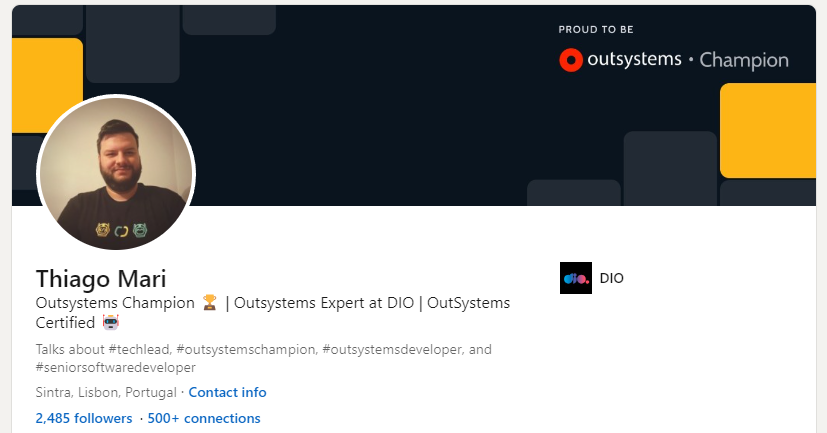 PROUD TO BE
outsystems • Champion
Thiago Mari
DIO
Outsystems Champion 🏆 | Outsystems Expert at DIO | OutSystems
Certified 🤖
Talks about #techlead, #outsystemschampion, #outsystemsdeveloper, and
#seniorsoftwaredeveloper
Sintra, Lisbon, Portugal · Contact info
2,485 followers · 500+ connections